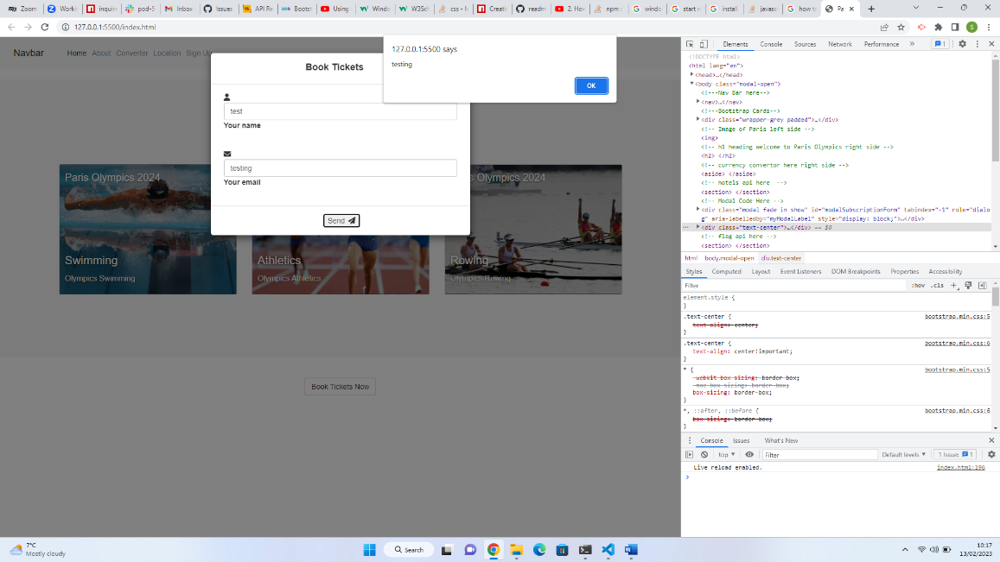 Zoom
Worki
inquire
pod-5
Inbox
Issues
API Re
Bootst
Using
Windo
W3Sch
css - M
Creatin
readm
2. How
npm
windo
start n
install
javasc
how to
Pa
127.0.0.1:5500/index.html
S
Navbar
Home About Converter Location Sign Up
Book Tickets
test
Your name
testing
Your email
Send
127.0.0.1:5500 says
testing
OK
Paris Olympics 2024
Swimming
Olympics Swimming
Athletics
Olympics Athletics
s Olympics 2024
Rowing
Olympics Rowing
Book Tickets Now
Elements Console Sources Network Performance » 1
<!DOCTYPE html>
<html lang="en">
<head>…</head>
<body class="modal-open">
<!---Nav Bar here-->
<nav>…</nav>
<!---Bootstrap Cards-->
<div class="wrapper-grey padded">…</div>
<!-- Image of Paris left side -->
<img>
<!-- h1 heading welcome to Paris Olympics right side -->
<h2> </h2>
<!-- currency convertor here right side -->
<aside> </aside>
<!-- hotels api here -->
<section> </section>
<!-- Modal Code Here -->
<div class="modal fade in show" id="modalSubscriptionForm" tabindex="-1" role="dialo
g" aria-labelledby="myModalLabel" style="display: block;">…</div>
<div class="text-center">…</div> == $0
<!-- flag api here -->
<section> </section>
html body.modal-open div.text-center
Styles Computed Layout Event Listeners DOM Breakpoints Properties Accessibility
Filter :hov .cls +
element.style {
}
.text-center { bootstrap.min.css:5
text-align: center;
}
.text-center { bootstrap.min.css:6
text-align: center!important;
}
* { bootstrap.min.css:5
-webkit-box-sizing: border-box;
-moz-box-sizing: border-box;
box-sizing: border-box;
}
*, ::after, ::before { bootstrap.min.css:6
box-sizing: border-box;
}
Console Issues What's New
top Filter Default levels 1 Issue: 1
Live reload enabled. index.html:196
7°C
Mostly cloudy
Search
10:17
13/02/2023